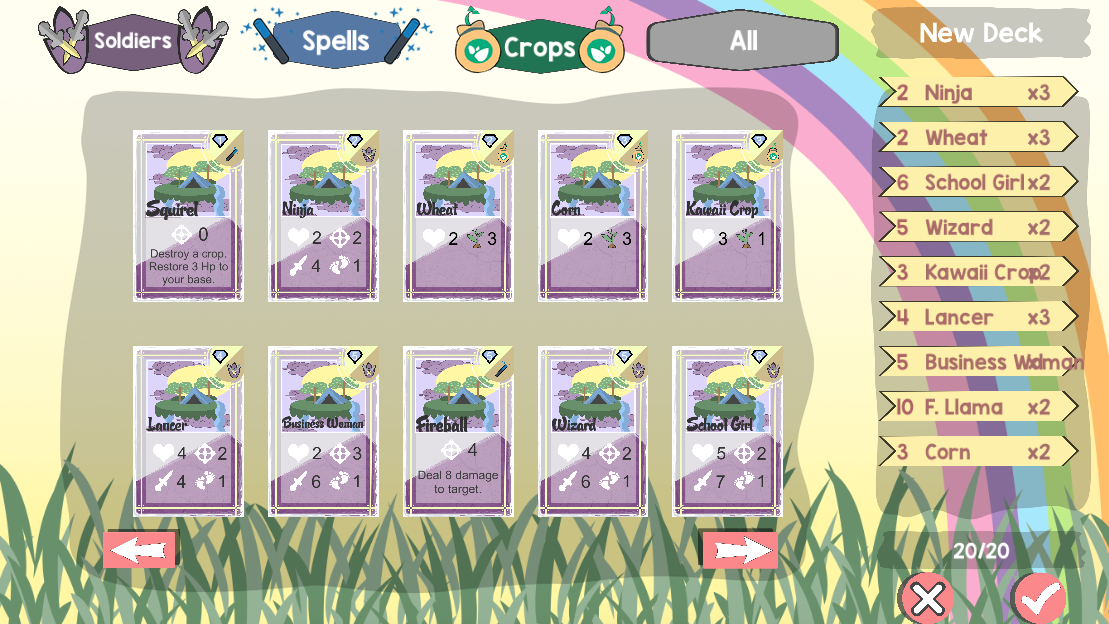 Soldiers
Spells
Crops
All
New Deck
Squirel
0
Destroy a crop.
Restore 3 Hp to
your base.
Ninja
2 2
4 1
Wheat
2 3
Corn
2 3
Kawaii Crop
3 1
Lancer
4 2
4 1
Business Woman
2 3
6 1
Fireball
4
Deal 8 damage
to target.
Wizard
4 2
6 1
School Girl
5 2
7 1
2 Ninja x3
2 Wheat x3
6 School Girl x2
5 Wizard x2
3 Kawaii Crop x2
4 Lancer x3
5 Business Woman
10 F. Llama x2
3 Corn x2
20/20